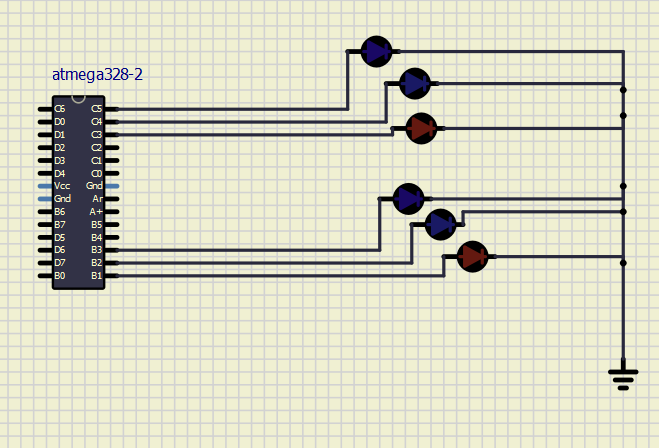 atmega328-2
C6 C5
D0 C4
D1 C3
D2 C2
D3 C1
D4 C0
Vcc Gnd
Gnd Ar
B6 A+
B7 B5
D5 B4
D6 B3
D7 B2
B0 B1